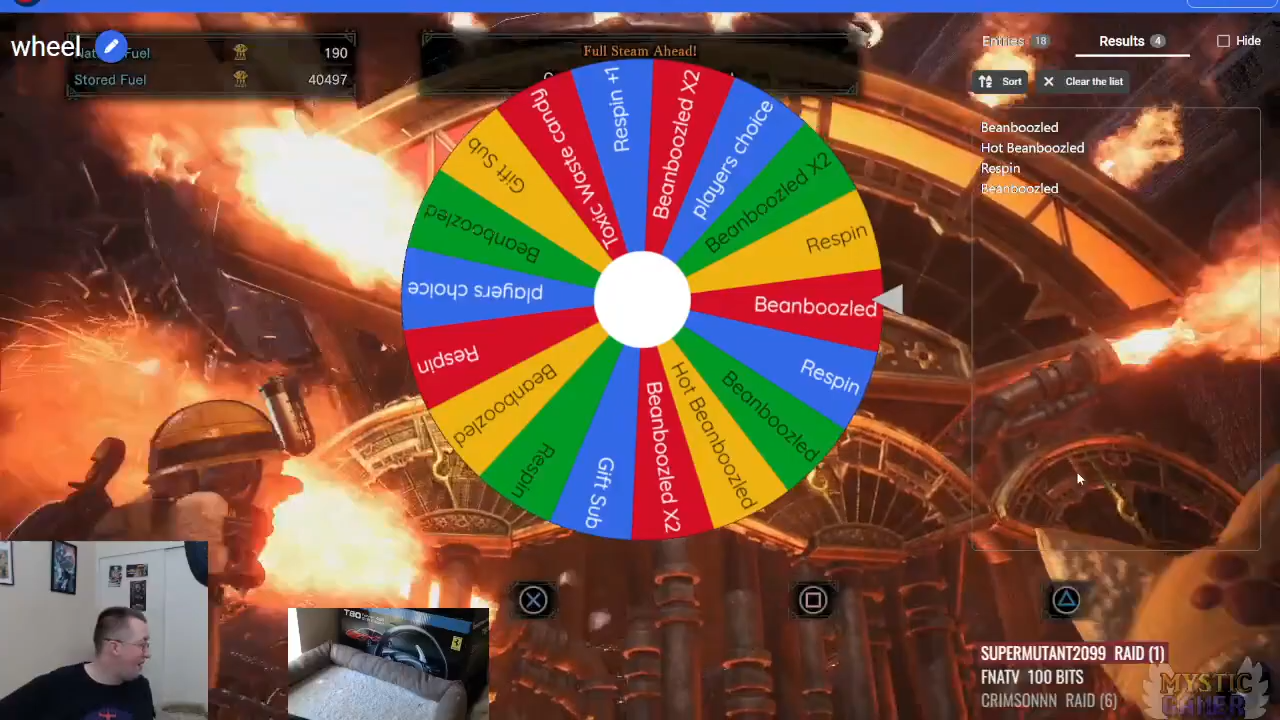 wheel
Fuel
190
Stored Fuel
40497
Full Steam Ahead!
Entries 18
Results 4
Hide
Sort
Clear the list
Beanboozled
Hot Beanboozled
Respin
Beanboozled
Respin +1
Beanboozled X2
players choice
Beanboozled X2
Respin
Beanboozled
Respin
Beanboozled
Hot Beanboozled
Beanboozled X2
Gift Sub
Respin
Beanboozled
Respin
players choice
Beanboozled
Gift Sub
Toxic Waste candy
T80
SUPERMUTANT2099 RAID (1)
FNATV 100 BITS
CRIMSONNN RAID (6)
MYSTIC
GAMER